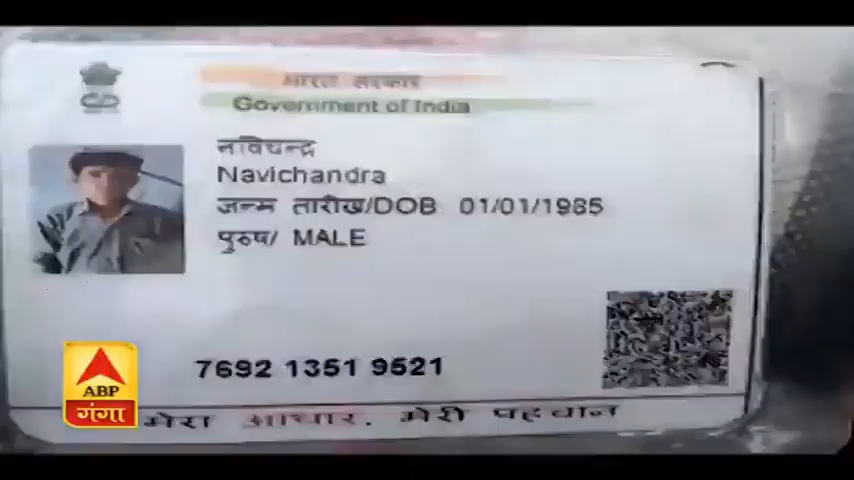 भारत सरकार
Government of India
नविचन्द्र
Navichandra
जन्म तारीख/DOB 01/01/1985
पुरुष/ MALE
7692 1351 9521
ABP
गंगा
मेरा आधार, मेरी पहचान